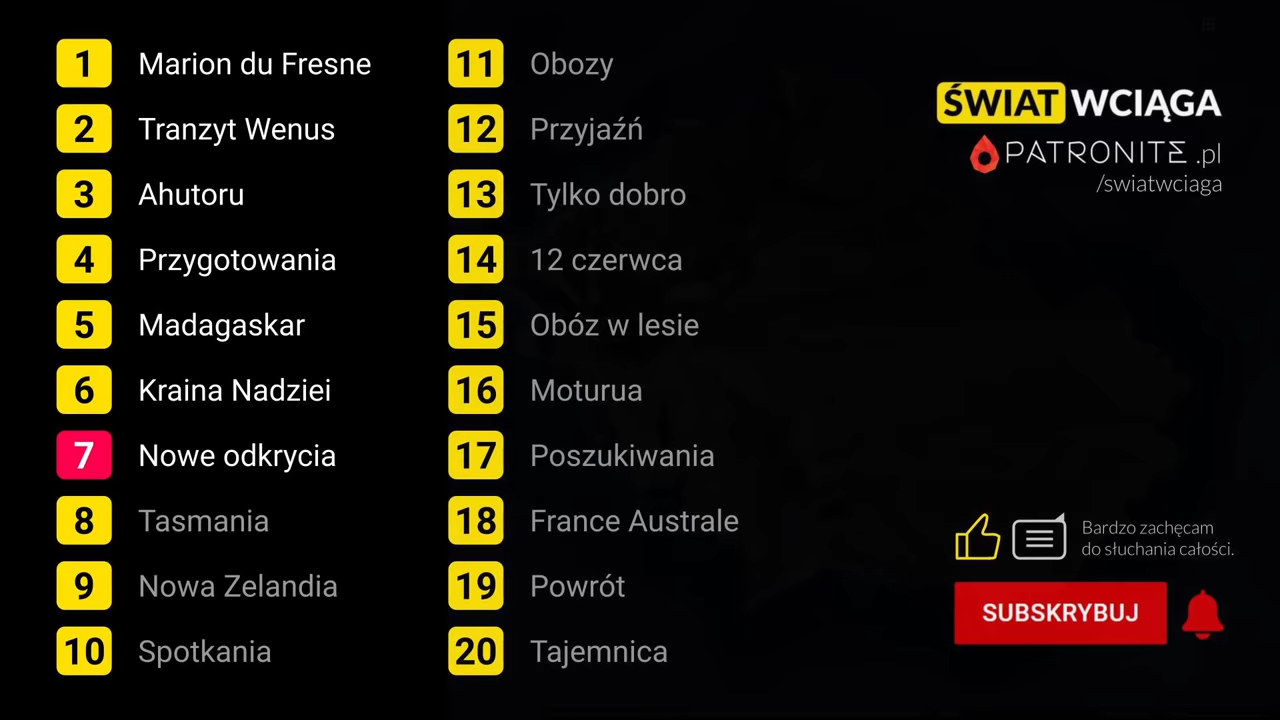 1 Marion du Fresne
2 Tranzyt Wenus
3 Ahutoru
4 Przygotowania
5 Madagaskar
6 Kraina Nadziei
7 Nowe odkrycia
8 Tasmania
9 Nowa Zelandia
10 Spotkania
11 Obozy
12 Przyjaźń
13 Tylko dobro
14 12 czerwca
15 Obóz w lesie
16 Moturua
17 Poszukiwania
18 France Australe
19 Powrót
20 Tajemnica
ŚWIAT WCIĄGA
PATRONITE.pl
/swiatwciaga
Bardzo zachęcam
do słuchania całości.
SUBSKRYBUJ